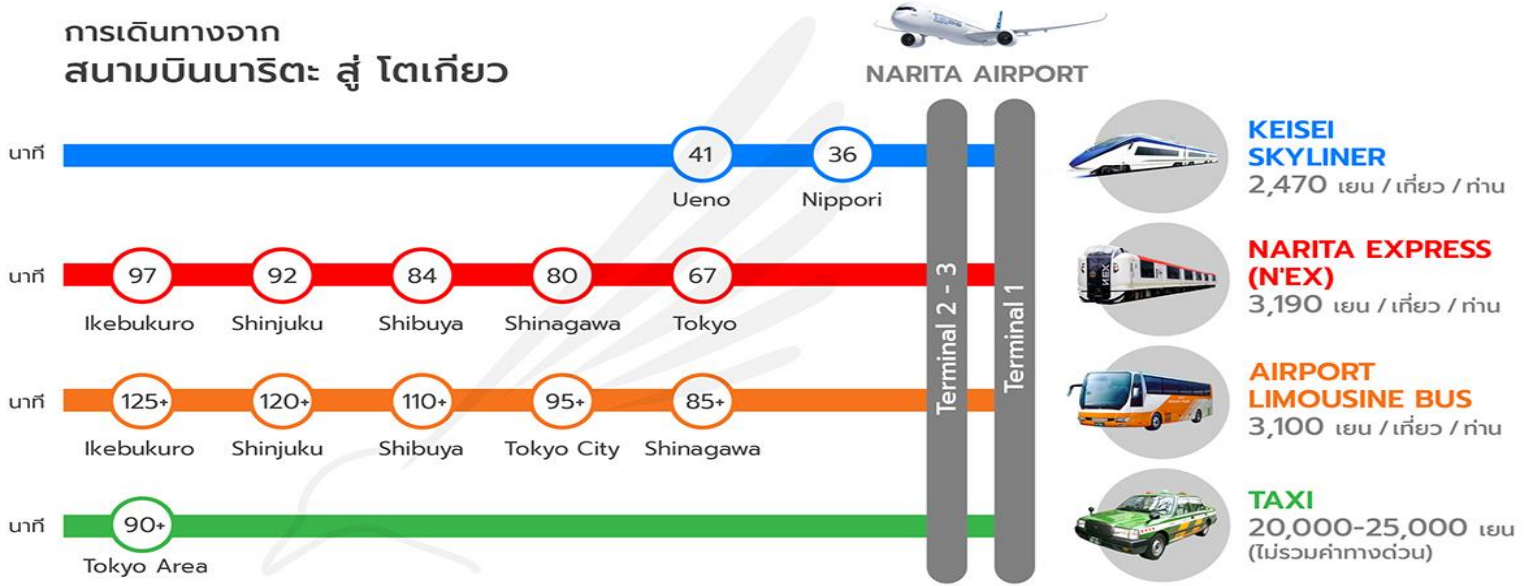 การเดินทางจาก
สนามบินนาริตะ สู่ โตเกียว
NARITA AIRPORT
นาที
41
36
Ueno
Nippori
KEISEI
SKYLINER
2,470 เยน / เที่ยว / ท่าน
นาที
97
92
84
80
67
Ikebukuro
Shinjuku
Shibuya
Shinagawa
Tokyo
NARITA EXPRESS
(N'EX)
3,190 เยน / เที่ยว / ท่าน
Terminal 2 - 3
Terminal 1
นาที
125+
120+
110+
95+
85+
Ikebukuro
Shinjuku
Shibuya
Tokyo City
Shinagawa
AIRPORT
LIMOUSINE BUS
3,100 เยน / เที่ยว / ท่าน
นาที
90+
Tokyo Area
TAXI
20,000-25,000 เยน
(ไม่รวมค่าทางด่วน)